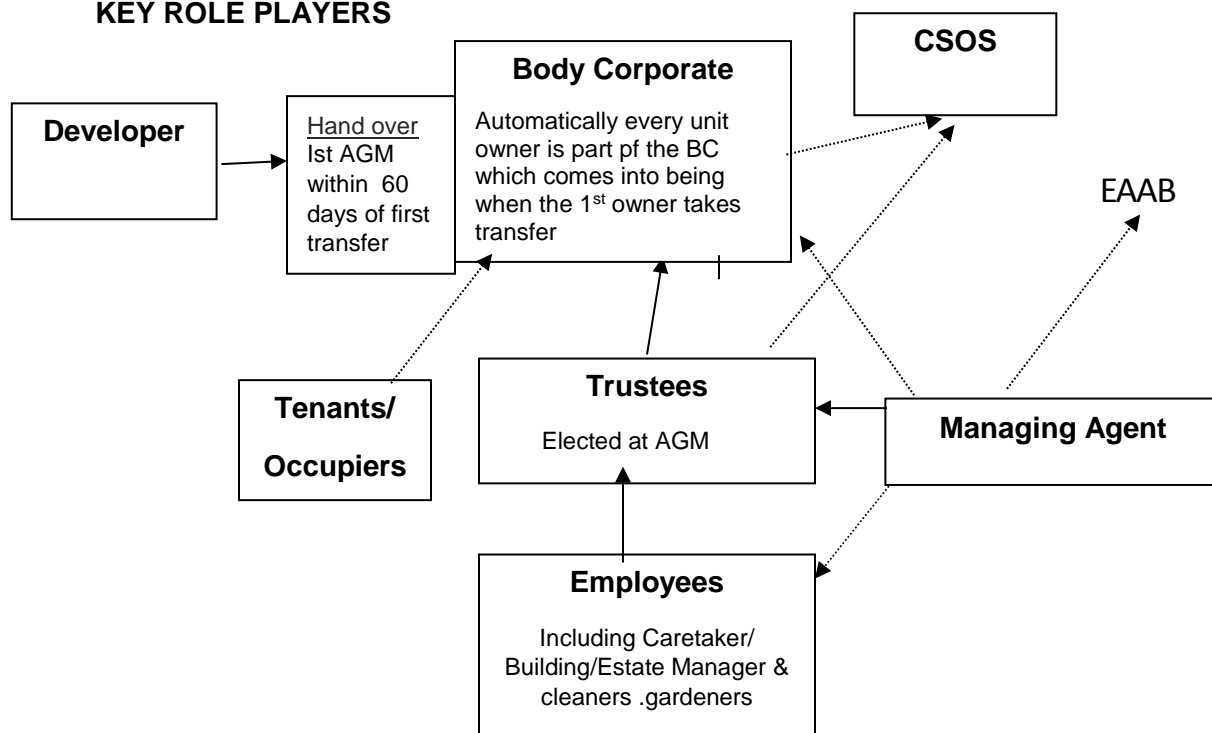 KEY ROLE PLAYERS
CSOS
Body Corporate
Automatically every unit
owner is part pf the BC
which comes into being
when the 1st owner takes
transfer
Developer
Hand over
Ist AGM
within 60
days of first
transfer
EAAB
Tenants/
Occupiers
Trustees
Elected at AGM
Managing Agent
Employees
Including Caretaker/
Building/Estate Manager &
cleaners .gardeners